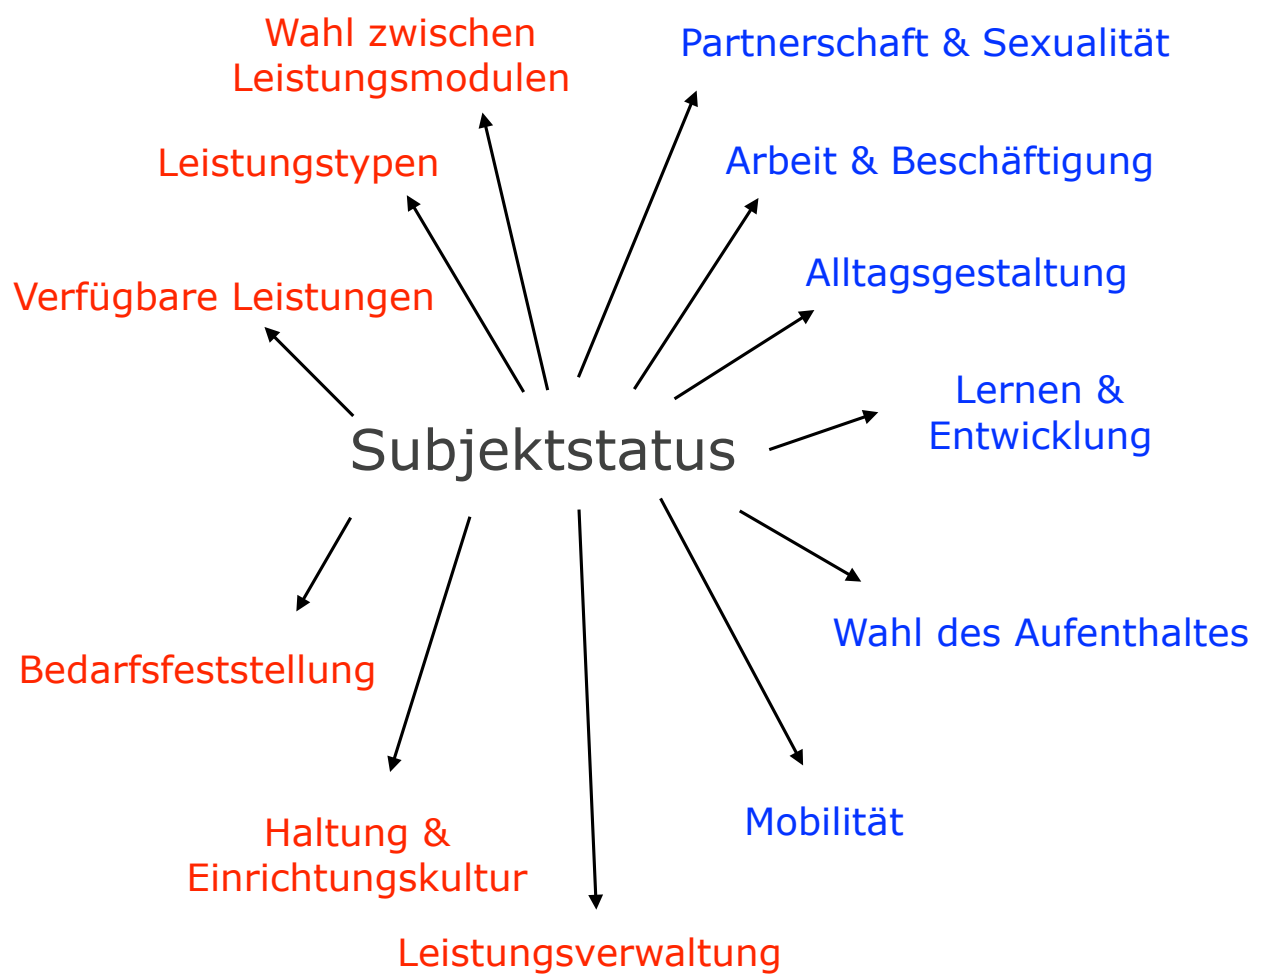 Wahl zwischen
Leistungsmodulen
Partnerschaft & Sexualität
Leistungstypen
Arbeit & Beschäftigung
Verfügbare Leistungen
Alltagsgestaltung
Lernen &
Entwicklung
Subjektstatus
Wahl des Aufenthaltes
Bedarfsfeststellung
Haltung &
Einrichtungskultur
Mobilität
Leistungsverwaltung